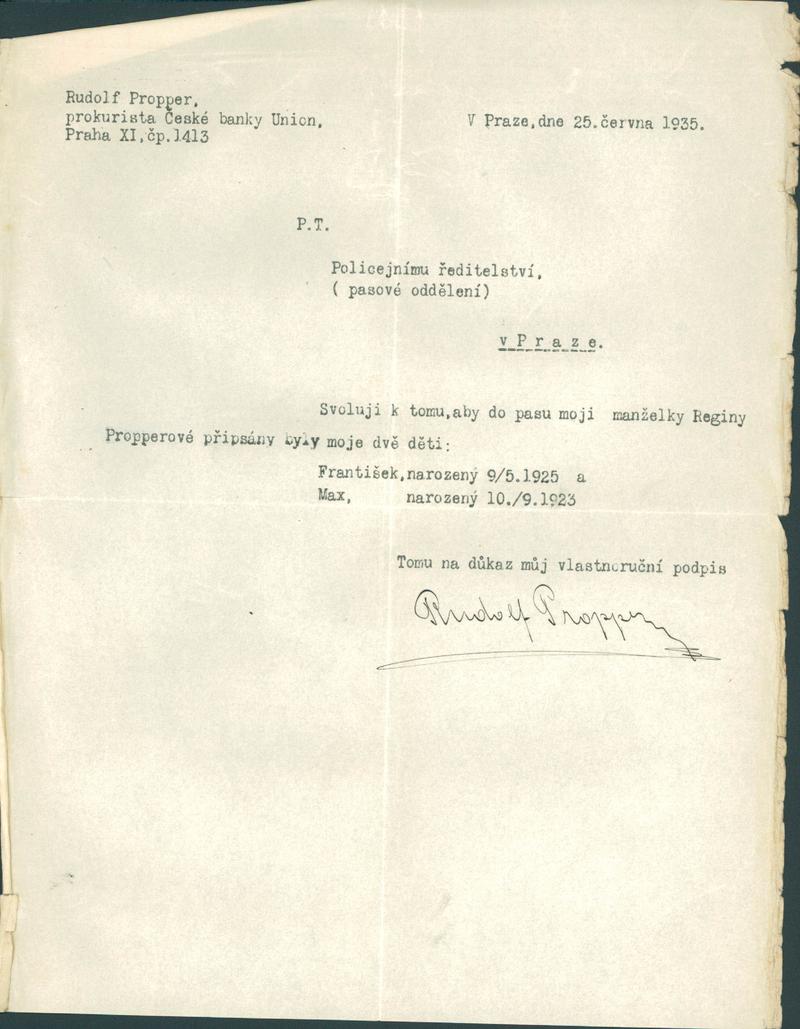 Rudolf Propper,
prokurista České banky Union,
Praha XI,čp.1413
V Praze,dne 25.června 1935.
P.T.
Policejnímu ředitelství,
( pasové oddělení)
v P r a z e.
Svoluji k tomu,aby do pasu moji manželky Reginy
Propperové připsány byly moje dvě děti:
František,narozený 9/5.1925 a
Max, narozený 10./9.1923
Tomu na důkaz můj vlastnoruční podpis
Rudolf Propper